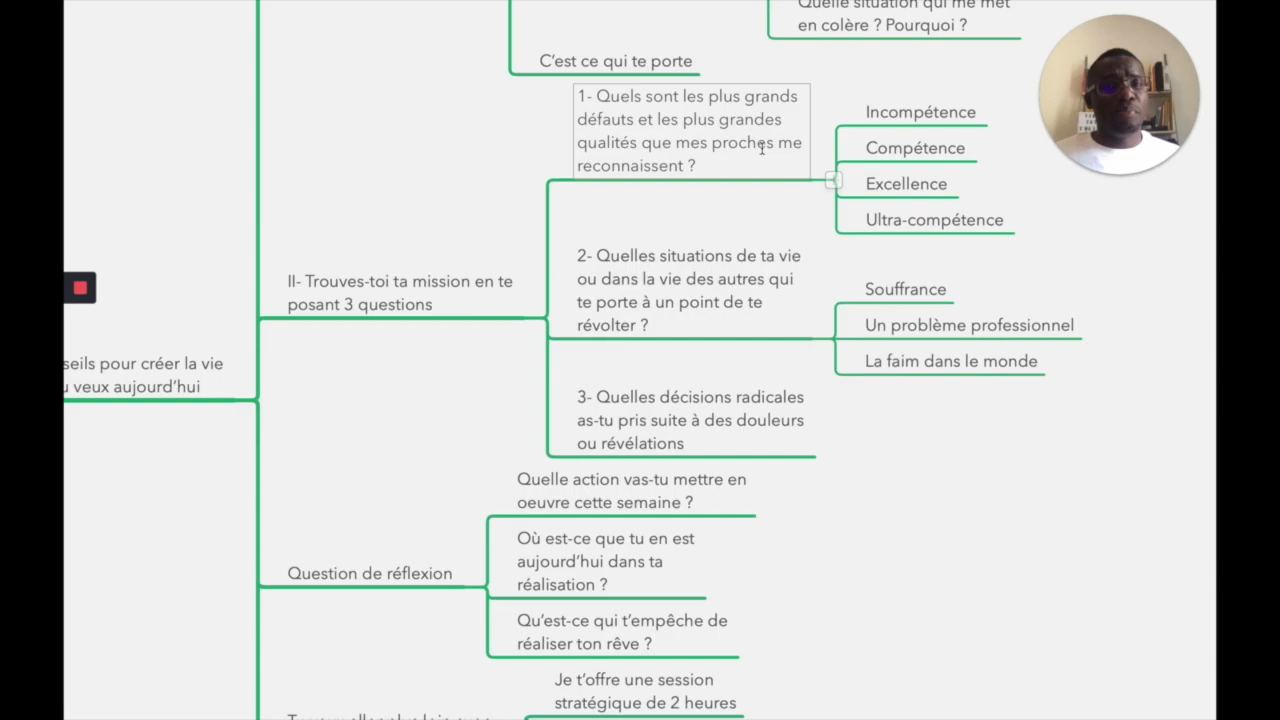 Quelle situation qui me met
en colère ? Pourquoi ?
C’est ce qui te porte
1- Quels sont les plus grands
défauts et les plus grandes
qualités que mes proches me
reconnaissent ?
Incompétence
Compétence
Excellence
Ultra-compétence
II- Trouves-toi ta mission en te
posant 3 questions
2- Quelles situations de ta vie
ou dans la vie des autres qui
te porte à un point de te
révolter ?
Souffrance
Un problème professionnel
La faim dans le monde
3- Quelles décisions radicales
as-tu pris suite à des douleurs
ou révélations
seils pour créer la vie
u veux aujourd’hui
Question de réflexion
Quelle action vas-tu mettre en
oeuvre cette semaine ?
Où est-ce que tu en est
aujourd’hui dans ta
réalisation ?
Qu’est-ce qui t’empêche de
réaliser ton rêve ?
Je t’offre une session
stratégique de 2 heures